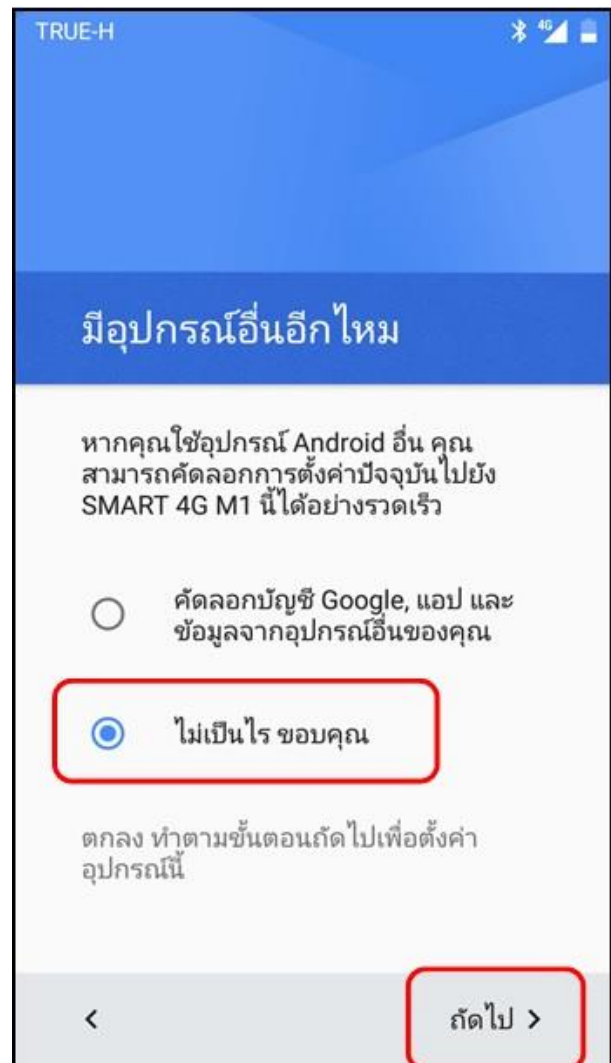 TRUE-H
4G
มีอุปกรณ์อื่นอีกไหม
หากคุณใช้อุปกรณ์ Android อื่น คุณ
สามารถคัดลอกการตั้งค่าปัจจุบันไปยัง
SMART 4G M1 นี้ได้อย่างรวดเร็ว
คัดลอกบัญชี Google, แอป และ
ข้อมูลจากอุปกรณ์อื่นของคุณ
ไม่เป็นไร ขอบคุณ
ตกลง ทำตามขั้นตอนถัดไปเพื่อตั้งค่า
อุปกรณ์นี้
ถัดไป